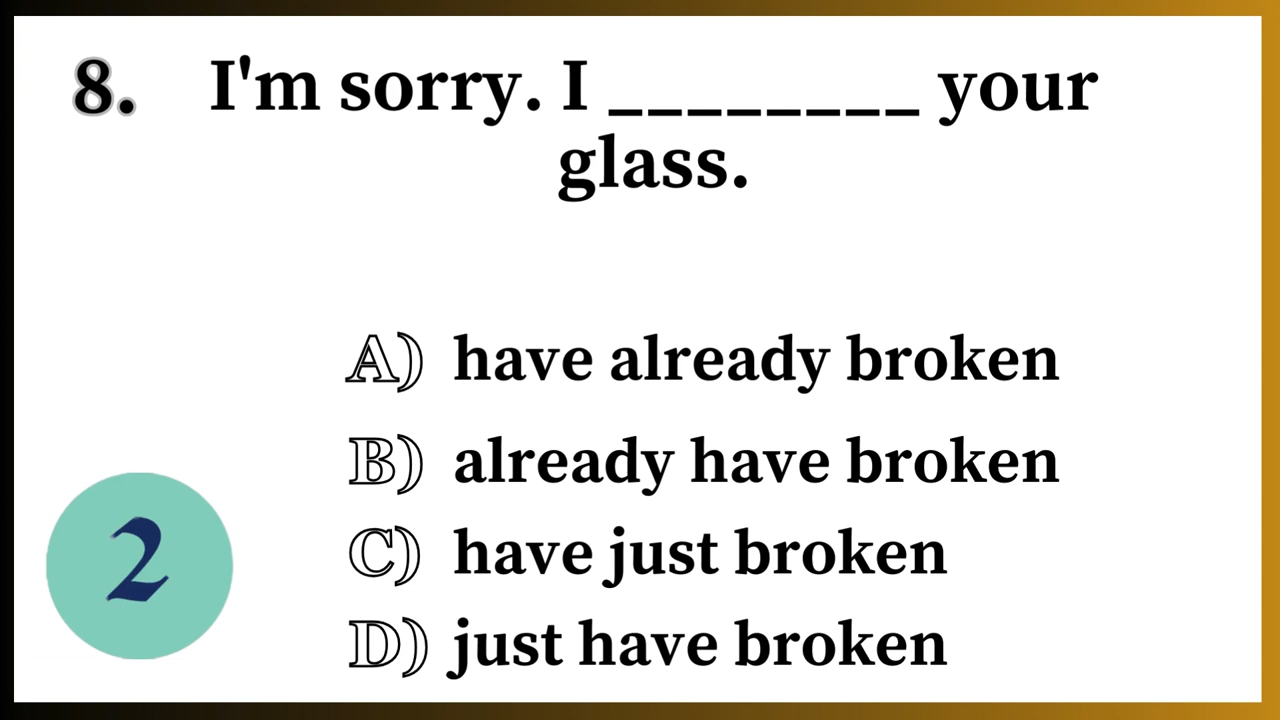 8. I'm sorry. I ________ your
glass.
A) have already broken
B) already have broken
C) have just broken
D) just have broken
2